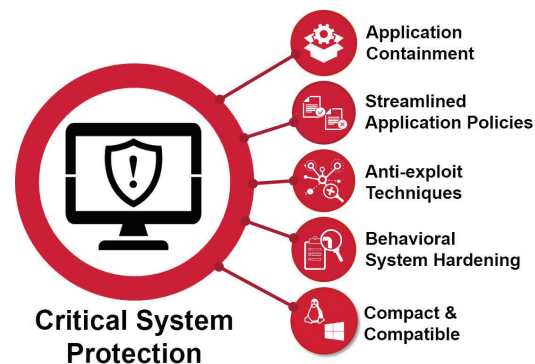 Application
Containment
Streamlined
Application Policies
Anti-exploit
Techniques
Behavioral
System Hardening
Compact &
Compatible
Critical System
Protection